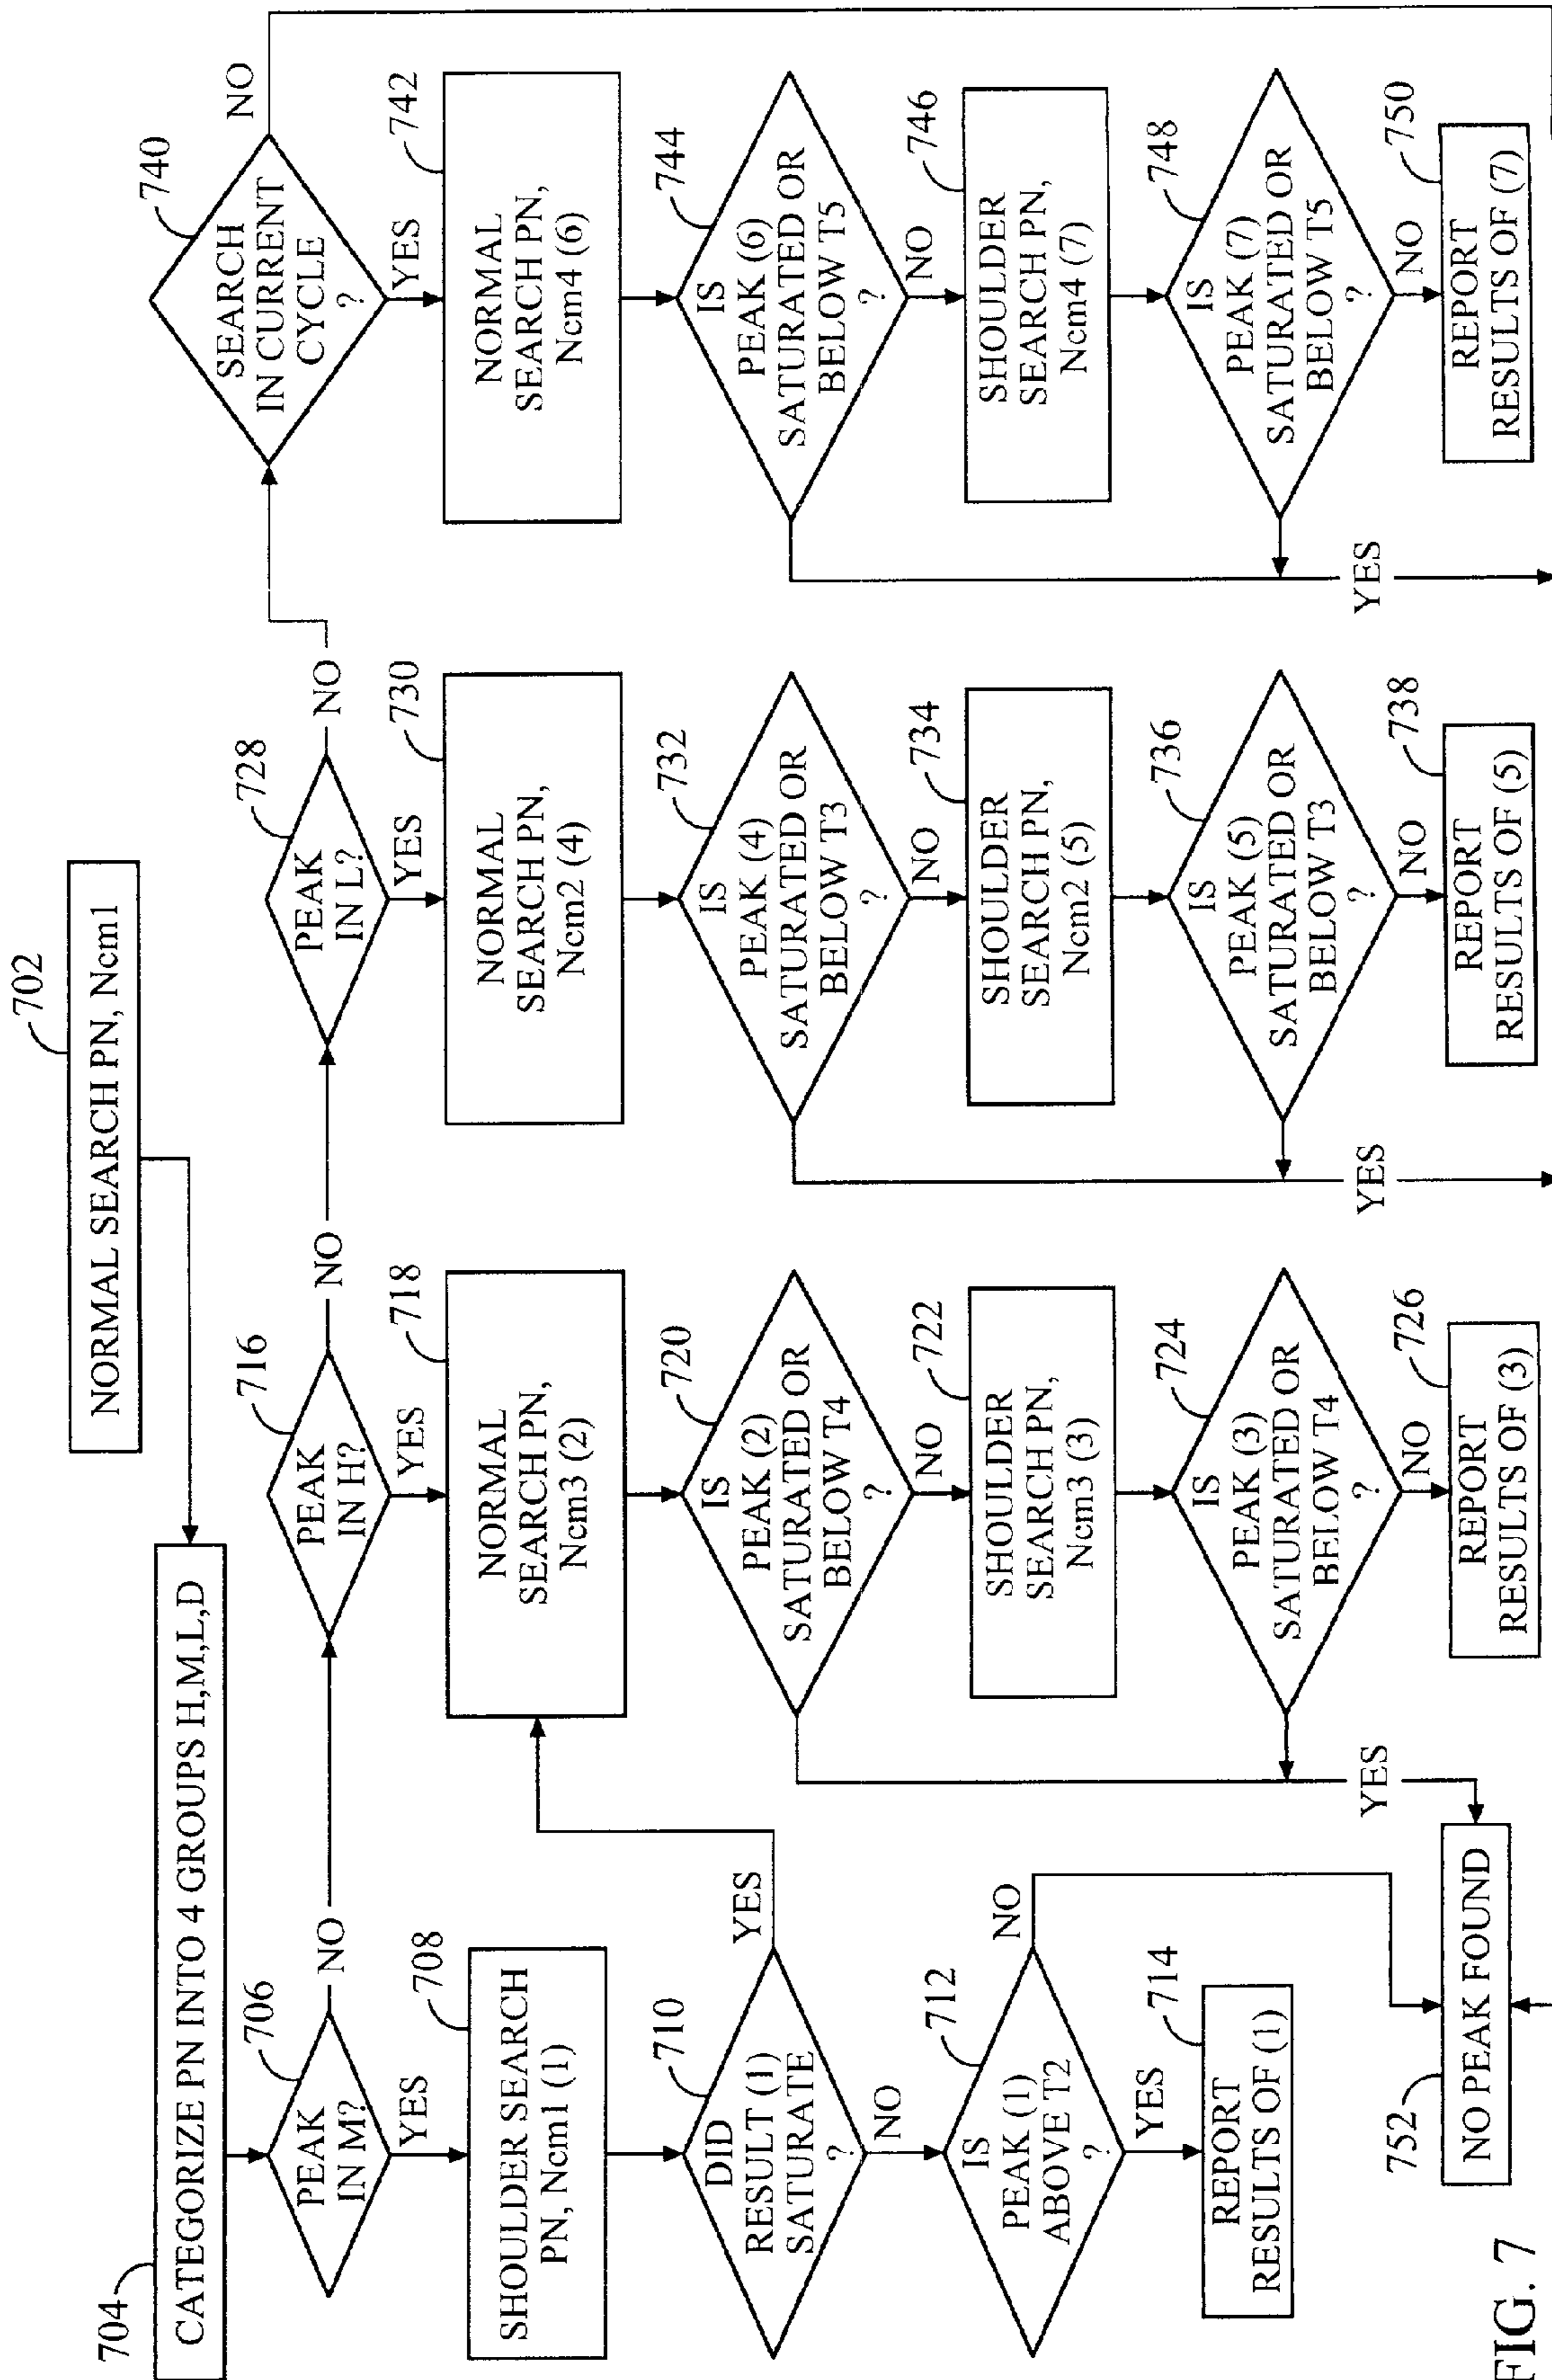 702
NORMAL SEARCH PN, Ncm1
704
CATEGORIZE PN INTO 4 GROUPS H,M,L,D
706
PEAK
IN M?
NO
YES
708
SHOULDER SEARCH
PN, Ncm1 (1)
710
DID
RESULT (1)
SATURATE
?
YES
NO
712
IS
PEAK (1)
ABOVE T2
?
NO
YES
714
REPORT
RESULTS OF (1)
716
PEAK
IN H?
NO
YES
718
NORMAL
SEARCH PN,
Ncm3 (2)
720
IS
PEAK (2)
SATURATED OR
BELOW T4
?
NO
722
SHOULDER
SEARCH PN,
Ncm3 (3)
724
IS
PEAK (3)
SATURATED OR
BELOW T4
?
YES
NO
726
REPORT
RESULTS OF (3)
728
PEAK
IN L?
NO
YES
730
NORMAL
SEARCH PN,
Ncm2 (4)
732
IS
PEAK (4)
SATURATED OR
BELOW T3
?
NO
734
SHOULDER
SEARCH PN,
Ncm2 (5)
736
IS
PEAK (5)
SATURATED OR
BELOW T3
?
YES
NO
738
REPORT
RESULTS OF (5)
740
SEARCH
IN CURRENT
CYCLE
?
NO
YES
742
NORMAL
SEARCH PN,
Ncm4 (6)
744
IS
PEAK (6)
SATURATED OR
BELOW T5
?
NO
746
SHOULDER
SEARCH PN,
Ncm4 (7)
748
IS
PEAK (7)
SATURATED OR
BELOW T5
?
YES
NO
750
REPORT
RESULTS OF (7)
752
NO PEAK FOUND
FIG. 7